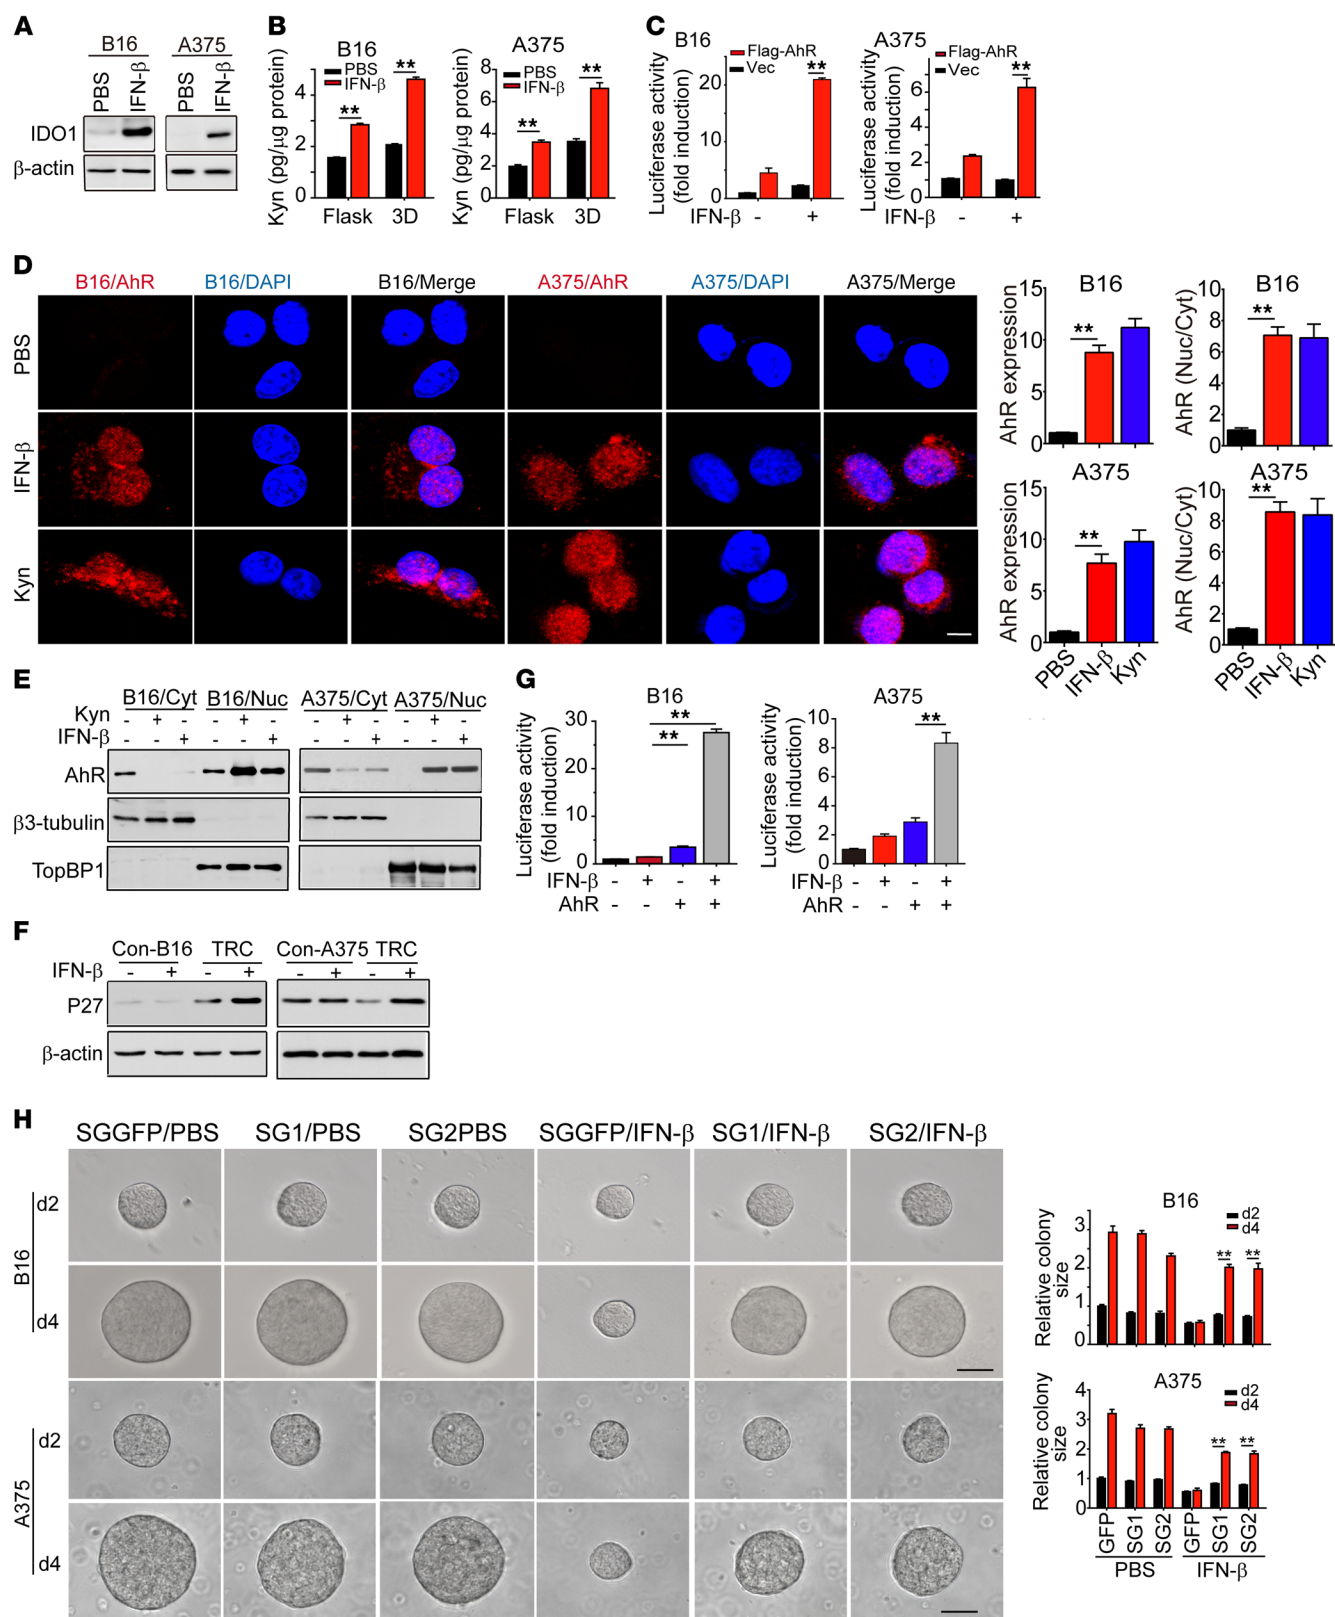 A
B16 A375
PBS IFN-β PBS IFN-β
IDO1
β-actin
B
B16
PBS
IFN-β
Kyn (pg/μg protein)
4
2
0
**
**
Flask 3D
A375
PBS
IFN-β
Kyn (pg/μg protein)
8
6
4
2
0
**
**
Flask 3D
C
B16
Flag-AhR
Vec
Luciferase activity
(fold induction)
20
10
0
**
IFN-β - +
A375
Flag-AhR
Vec
Luciferase activity
(fold induction)
6
4
2
0
**
- +
D
B16/AhR B16/DAPI B16/Merge A375/AhR A375/DAPI A375/Merge
PBS
IFN-β
Kyn
B16
AhR expression
15
10
5
0
**
B16
AhR (Nuc/Cyt)
10
8
6
4
2
0
**
A375
AhR expression
15
10
5
0
**
PBS IFN-β Kyn
A375
AhR (Nuc/Cyt)
10
8
6
4
2
0
**
PBS IFN-β Kyn
E
B16/Cyt B16/Nuc A375/Cyt A375/Nuc
Kyn - + - - + - - + - - + -
IFN-β - - + - - + - - + - - +
AhR
β3-tubulin
TopBP1
G
B16
Luciferase activity
(fold induction)
30
20
10
0
**
**
IFN-β - + - +
AhR - - + +
A375
Luciferase activity
(fold induction)
10
8
6
4
2
0
**
IFN-β - + - +
AhR - - + +
F
Con-B16 TRC Con-A375 TRC
IFN-β - + - + - + - +
P27
β-actin
H
SGGFP/PBS SG1/PBS SG2PBS SGGFP/IFN-β SG1/IFN-β SG2/IFN-β
B16
d2
d4
A375
d2
d4
B16
d2
d4
Relative colony
size
3
2
1
0
** **
A375
d2
d4
Relative colony
size
4
3
2
1
0
** **
GFP SG1 SG2 GFP SG1 SG2
PBS IFN-β